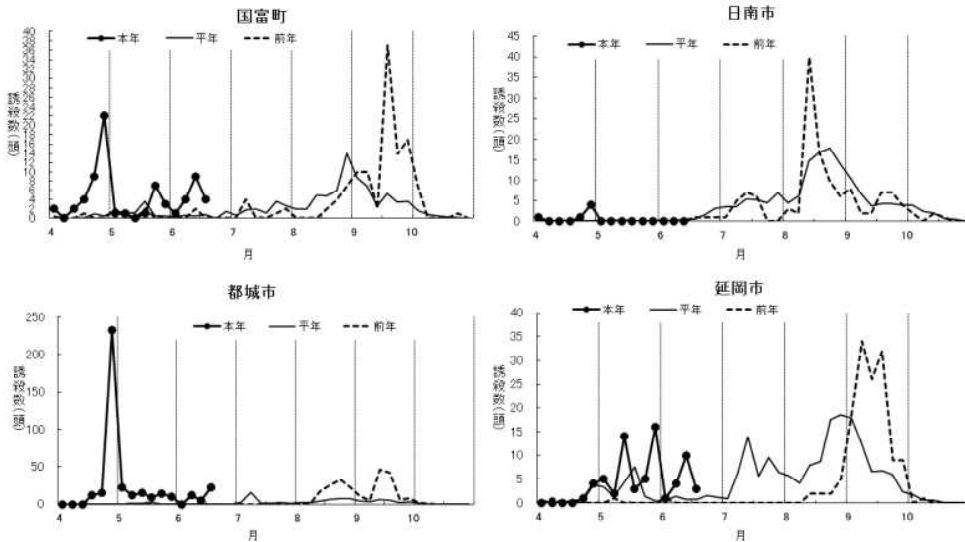 国富町
本年 平年 前年
40
38
36
34
32
30
28
26
24
22
20
18
16
14
12
10
8
6
4
2
0
誘殺数(頭)
4 5 6 7 8 9 10
月
日南市
本年 平年 前年
45
40
35
30
25
20
15
10
5
0
誘殺数(頭)
4 5 6 7 8 9 10
月
都城市
本年 平年 前年
250
200
150
100
50
0
誘殺数(頭)
4 5 6 7 8 9 10
月
延岡市
本年 平年 前年
40
35
30
25
20
15
10
5
0
誘殺数(頭)
4 5 6 7 8 9 10
月